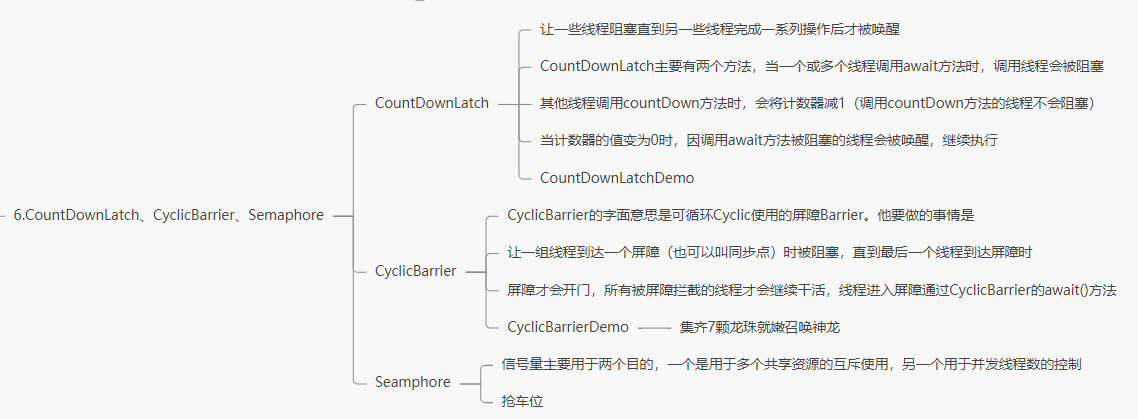 6.CountDownLatch、CyclicBarrier、Semaphore
CountDownLatch
让一些线程阻塞直到另一些线程完成一系列操作后才被唤醒
CountDownLatch主要有两个方法，当一个或多个线程调用await方法时，调用线程会被阻塞
其他线程调用countDown方法时，会将计数器减1（调用countDown方法的线程不会阻塞）
当计数器的值变为0时，因调用await方法被阻塞的线程会被唤醒，继续执行
CountDownLatchDemo
CyclicBarrier
CyclicBarrier的字面意思是可循环Cyclic使用的屏障Barrier。他要做的事情是
让一组线程到达一个屏障（也可以叫同步点）时被阻塞，直到最后一个线程到达屏障时
屏障才会开门，所有被屏障拦截的线程才会继续干活，线程进入屏障通过CyclicBarrier的await()方法
CyclicBarrierDemo
集齐7颗龙珠就嫩召唤神龙
Seamphore
信号量主要用于两个目的，一个是用于多个共享资源的互斥使用，另一个用于并发线程数的控制
抢车位